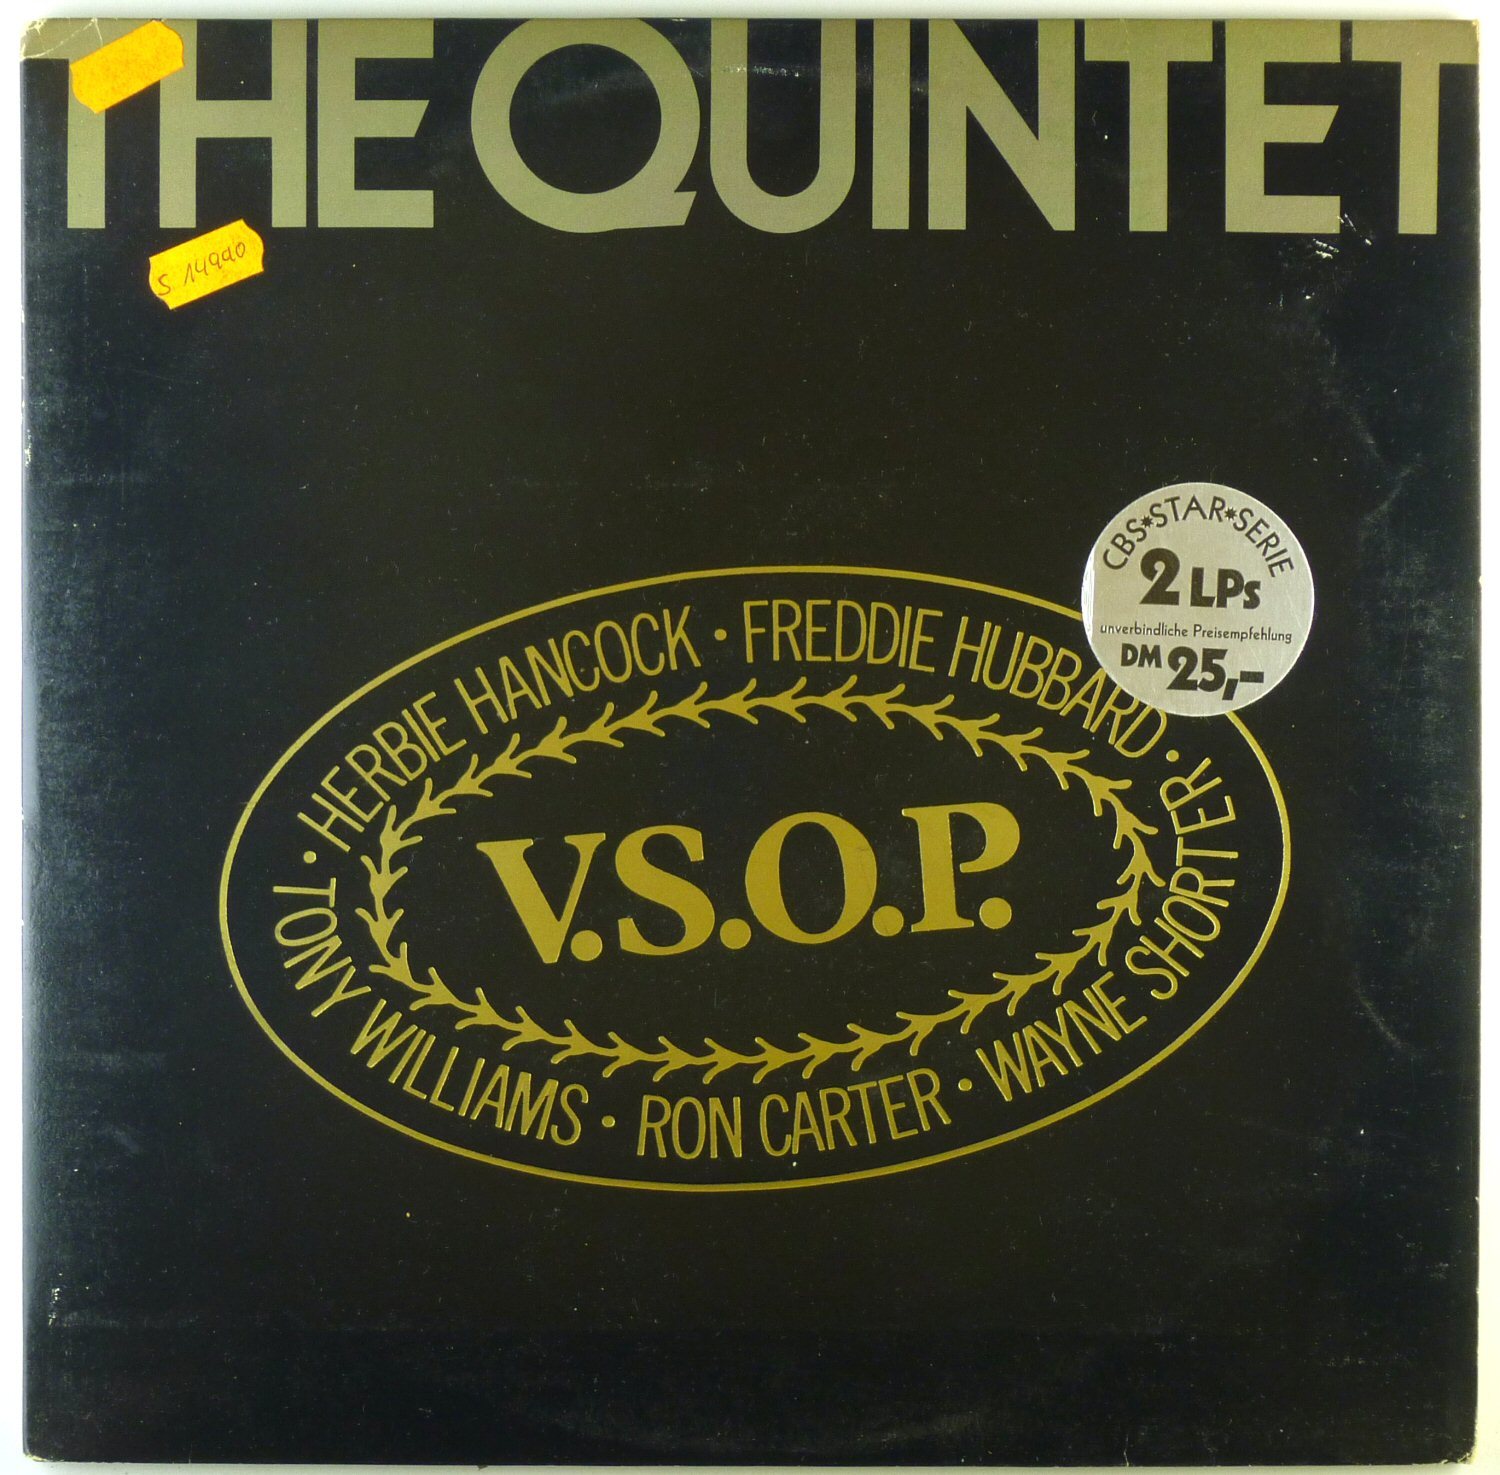 THE QUINTET
S 14990
CBS*STAR*SERIE
2 LPs
unverbindliche Preisempfehlung
DM 25,-
HERBIE HANCOCK · FREDDIE HUBBARD ·
WAYNE SHORTER
V.S.O.P.
· TONY WILLIAMS · RON CARTER ·